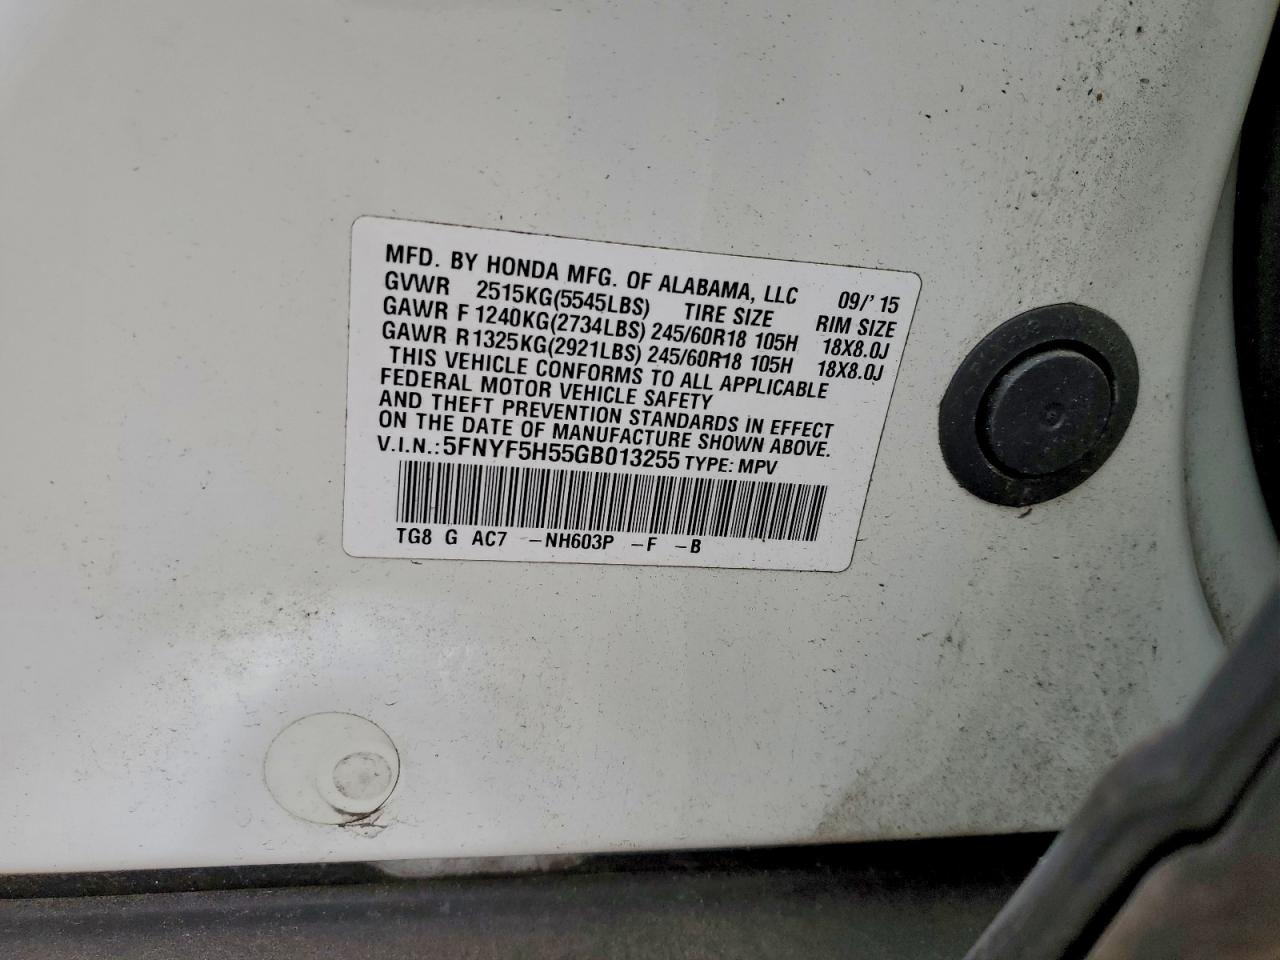 MFD. BY HONDA MFG. OF ALABAMA, LLC 09/' 15
GVWR 2515KG(5545LBS) TIRE SIZE RIM SIZE
GAWR F 1240KG(2734LBS) 245/60R18 105H 18X8.0J
GAWR R1325KG(2921LBS) 245/60R18 105H 18X8.0J
THIS VEHICLE CONFORMS TO ALL APPLICABLE
FEDERAL MOTOR VEHICLE SAFETY
AND THEFT PREVENTION STANDARDS IN EFFECT
ON THE DATE OF MANUFACTURE SHOWN ABOVE.
V.I.N.:5FNYF5H55GB013255 TYPE: MPV
TG8 G AC7 -NH603P -F -B